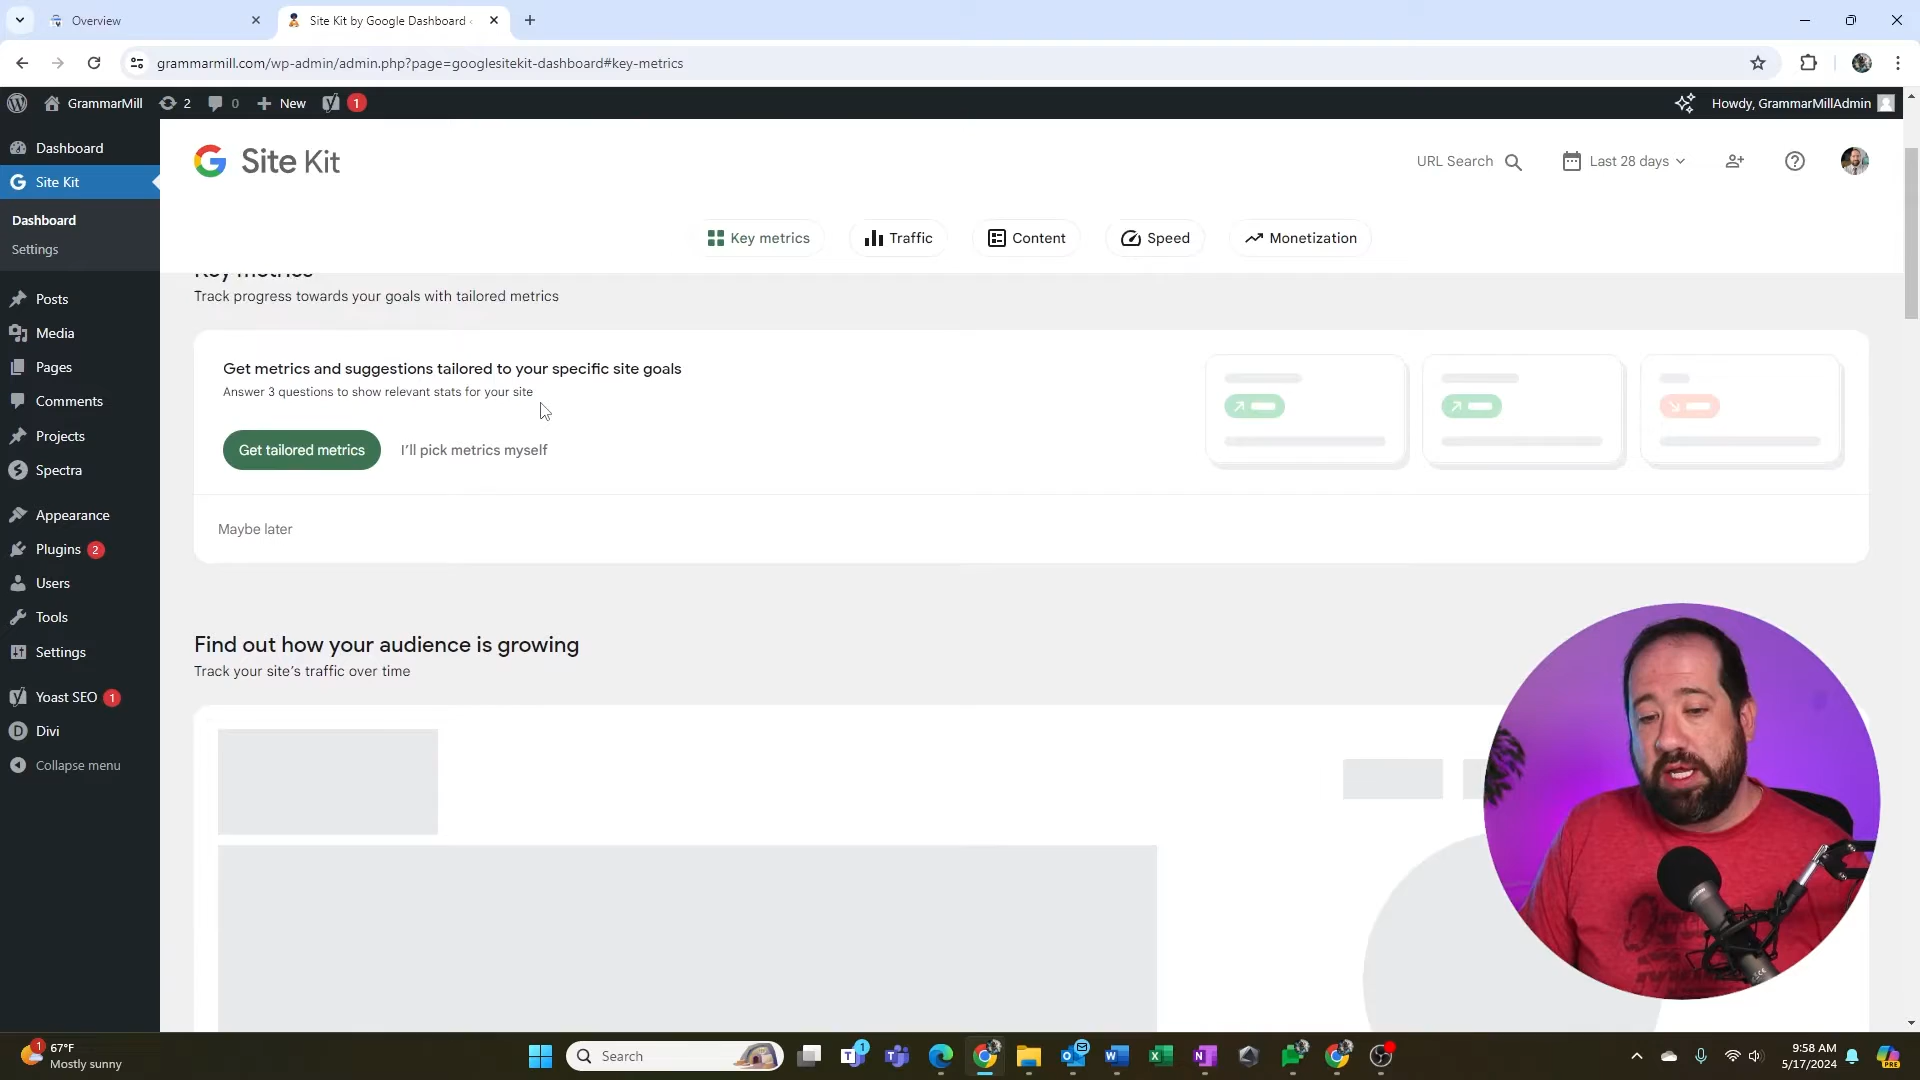 Overview
Site Kit by Google Dashboard
grammarmill.com/wp-admin/admin.php?page=googlesitekit-dashboard#key-metrics
GrammarMill 2 0 New 1
Howdy, GrammarMillAdmin
Dashboard
Site Kit
Dashboard
Settings
Posts
Media
Pages
Comments
Projects
Spectra
Appearance
Plugins 2
Users
Tools
Settings
Yoast SEO 1
Divi
Collapse menu
Site Kit
URL Search
Last 28 days
Key metrics
Traffic
Content
Speed
Monetization
Key metrics
Track progress towards your goals with tailored metrics
Get metrics and suggestions tailored to your specific site goals
Answer 3 questions to show relevant stats for your site
Get tailored metrics
I'll pick metrics myself
Maybe later
Find out how your audience is growing
Track your site's traffic over time
1
67°F
Mostly sunny
Search
1
9:58 AM
5/17/2024
PRE